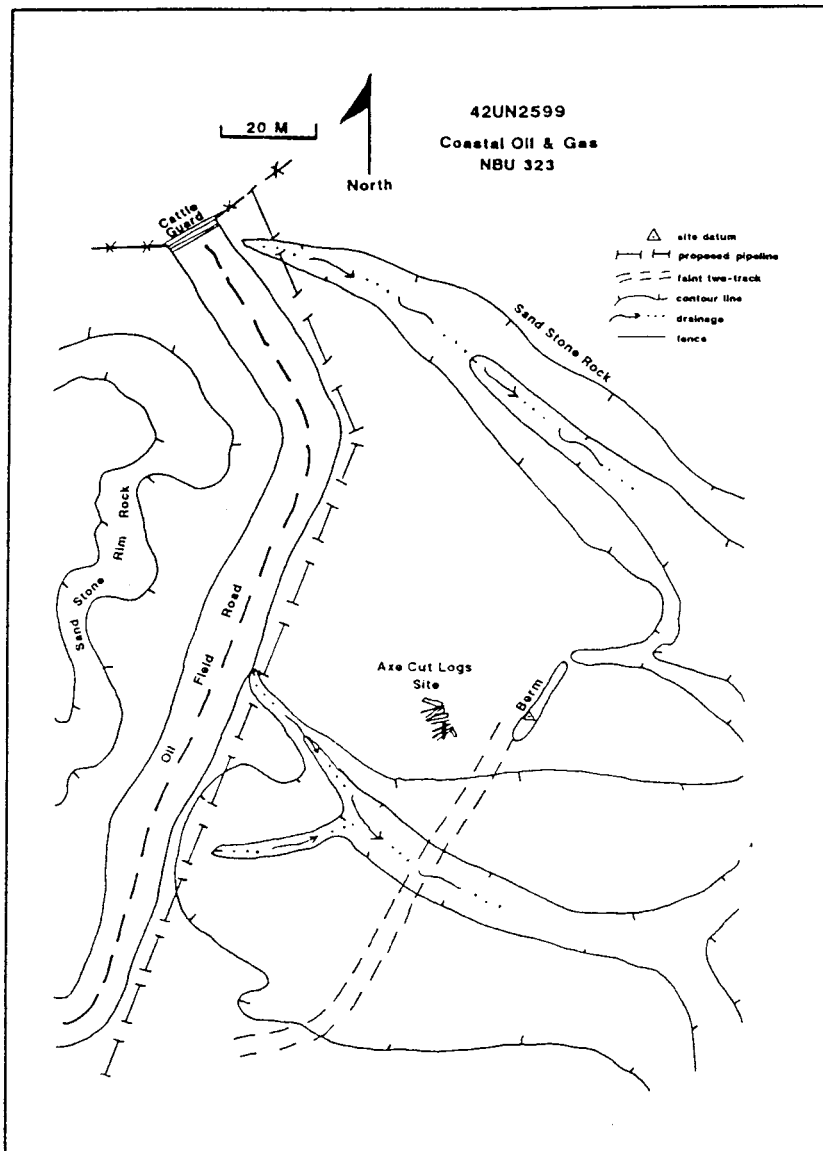 42UN2599
Coastal Oil & Gas
NBU 323
20 M
North
Cattle
Guard
site datum
proposed pipeline
faint two-track
contour line
drainage
fence
Sand Stone Rock
Sand Stone Rim Rock
Oil Field Road
Axe Cut Logs
Site
Berm